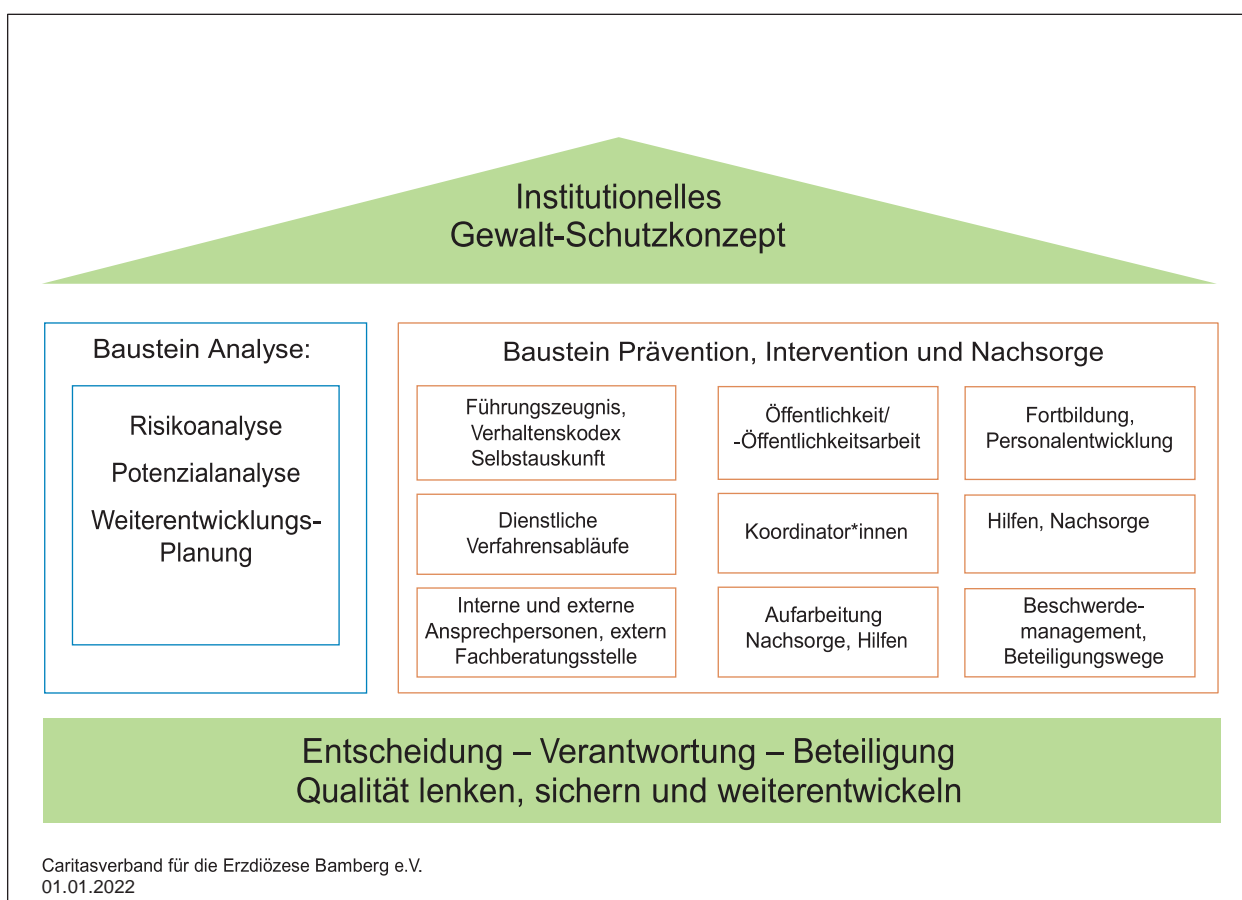 Institutionelles
Gewalt-Schutzkonzept
Baustein Analyse:
Risikoanalyse
Potenzialanalyse
Weiterentwicklungs-
Planung
Baustein Prävention, Intervention und Nachsorge
Führungszeugnis,
Verhaltenskodex
Selbstauskunft
Öffentlichkeit/
-Öffentlichkeitsarbeit
Fortbildung,
Personalentwicklung
Dienstliche
Verfahrensabläufe
Koordinator*innen
Hilfen, Nachsorge
Interne und externe
Ansprechpersonen, extern
Fachberatungsstelle
Aufarbeitung
Nachsorge, Hilfen
Beschwerde-
management,
Beteiligungswege
Entscheidung – Verantwortung – Beteiligung
Qualität lenken, sichern und weiterentwickeln
Caritasverband für die Erzdiözese Bamberg e.V.
01.01.2022